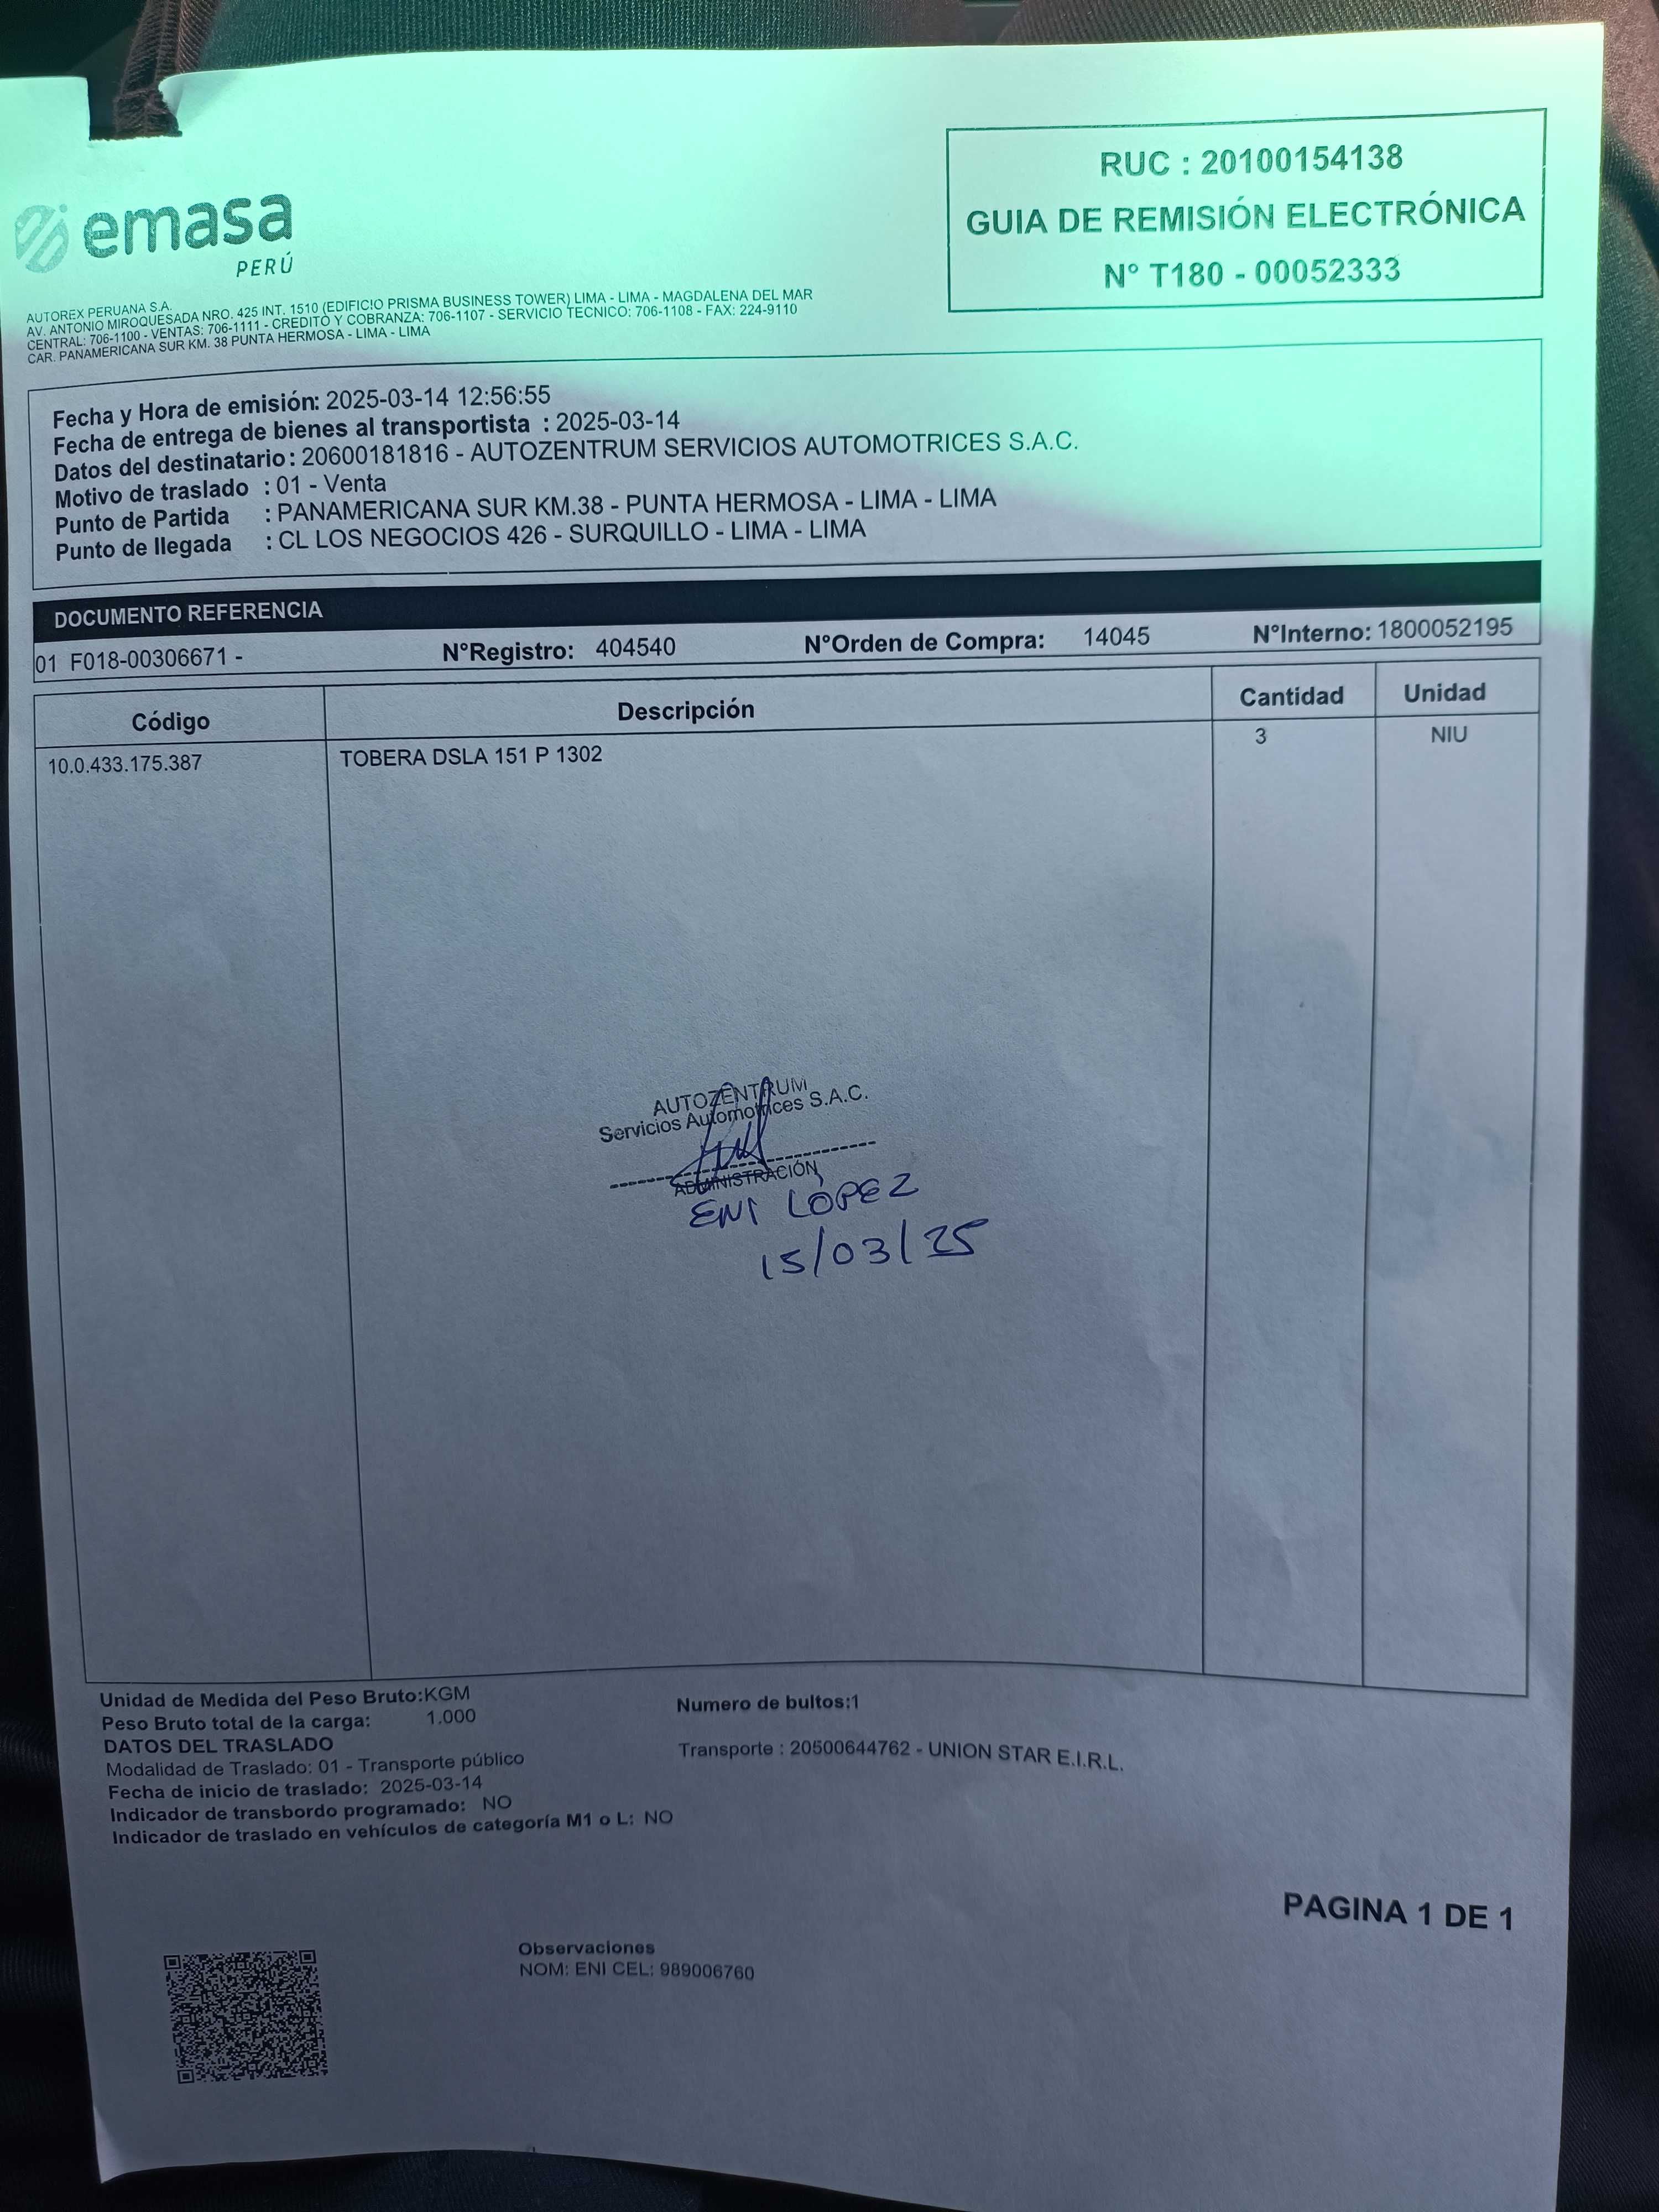 emasa
PERÚ
RUC : 20100154138
GUIA DE REMISIÓN ELECTRÓNICA
N° T180 - 00052333
AUTOREX PERUANA S.A.
AV. ANTONIO MIROQUESADA NRO. 425 INT. 1510 (EDIFICIO PRISMA BUSINESS TOWER) LIMA - LIMA - MAGDALENA DEL MAR
CENTRAL: 706-1100 - VENTAS: 706-1111 - CREDITO Y COBRANZA: 706-1107 - SERVICIO TECNICO: 706-1108 - FAX: 224-9110
CAR. PANAMERICANA SUR KM. 38 PUNTA HERMOSA - LIMA - LIMA
Fecha y Hora de emisión: 2025-03-14 12:56:55
Fecha de entrega de bienes al transportista : 2025-03-14
Datos del destinatario: 20600181816 - AUTOZENTRUM SERVICIOS AUTOMOTRICES S.A.C.
Motivo de traslado : 01 - Venta
Punto de Partida : PANAMERICANA SUR KM.38 - PUNTA HERMOSA - LIMA - LIMA
Punto de llegada : CL LOS NEGOCIOS 426 - SURQUILLO - LIMA - LIMA
DOCUMENTO REFERENCIA
01 F018-00306671 - N°Registro: 404540 N°Orden de Compra: 14045 N°Interno: 1800052195
Código Descripción Cantidad Unidad
10.0.433.175.387 TOBERA DSLA 151 P 1302 3 NIU
AUTOZENTRUM
Servicios Automotrices S.A.C.
ADMINISTRACIÓN
ENI LÓPEZ
15/03/25
Unidad de Medida del Peso Bruto:KGM
Peso Bruto total de la carga: 1.000
Numero de bultos:1
DATOS DEL TRASLADO
Modalidad de Traslado: 01 - Transporte público
Transporte : 20500644762 - UNION STAR E.I.R.L.
Fecha de inicio de traslado: 2025-03-14
Indicador de transbordo programado: NO
Indicador de traslado en vehículos de categoría M1 o L: NO
PAGINA 1 DE 1
Observaciones
NOM: ENI CEL: 989006760